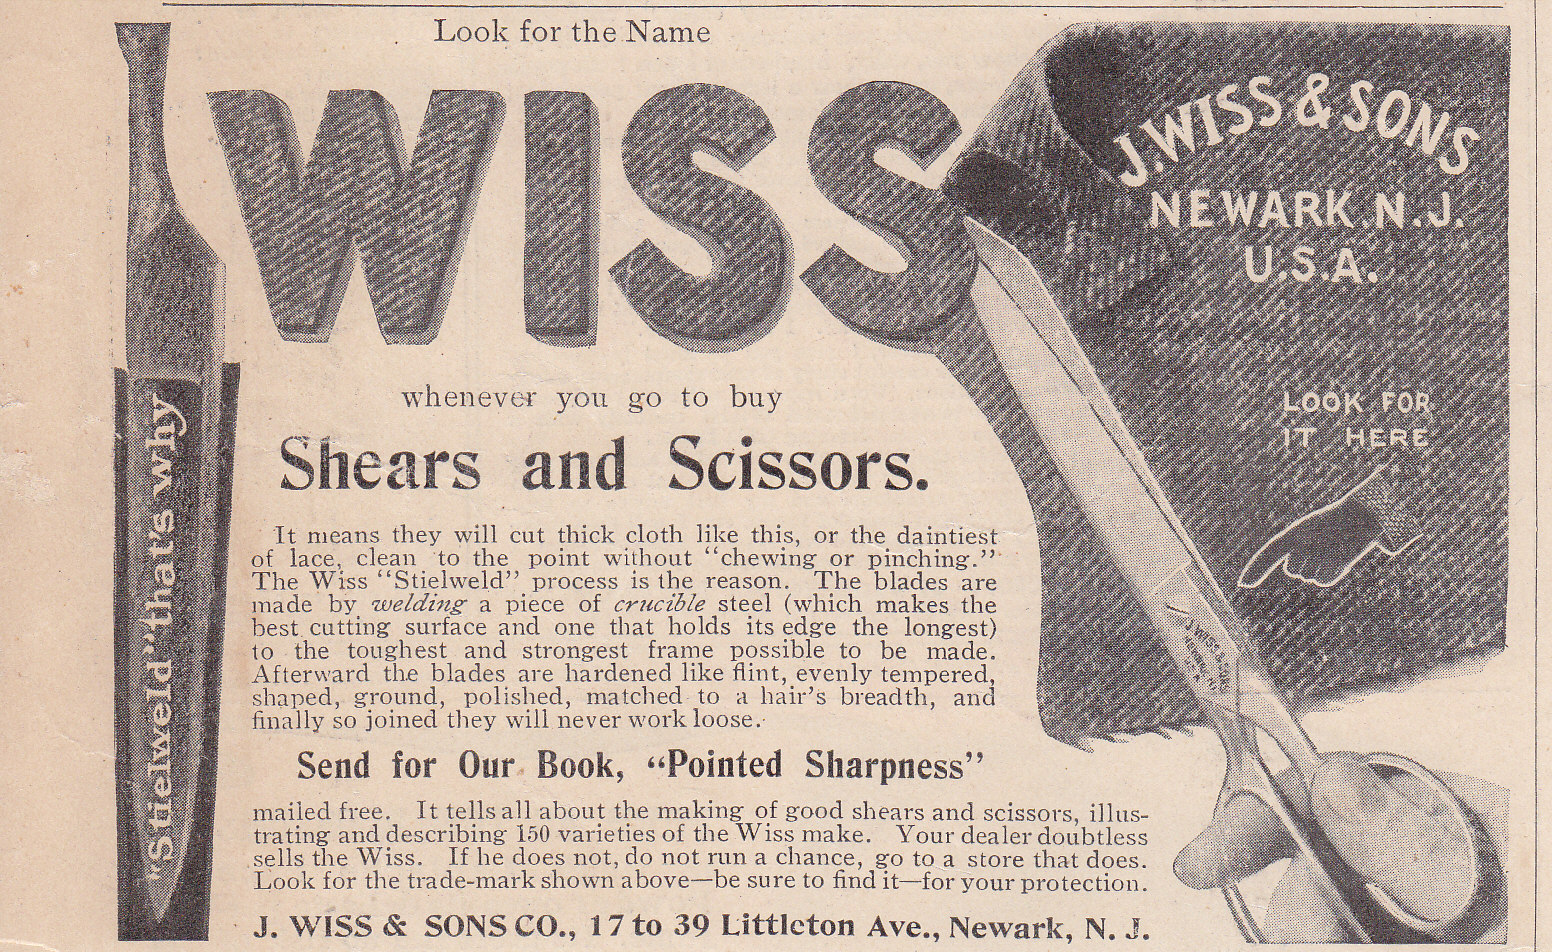 Look for the Name
WISS
J. WISS & SONS
NEWARK, N. J.
U. S. A.
LOOK FOR
IT HERE
whenever you go to buy
Shears and Scissors.
"Stielweld" that's why
It means they will cut thick cloth like this, or the daintiest
of lace, clean to the point without "chewing or pinching."
The Wiss "Stielweld" process is the reason. The blades are
made by welding a piece of crucible steel (which makes the
best cutting surface and one that holds its edge the longest)
to the toughest and strongest frame possible to be made.
Afterward the blades are hardened like flint, evenly tempered,
shaped, ground, polished, matched to a hair's breadth, and
finally so joined they will never work loose.
J. WISS & SONS
NEWARK, N.J.
U.S.A.
Send for Our Book, "Pointed Sharpness"
mailed free. It tells all about the making of good shears and scissors, illus-
trating and describing 150 varieties of the Wiss make. Your dealer doubtless
sells the Wiss. If he does not, do not run a chance, go to a store that does.
Look for the trade-mark shown above—be sure to find it—for your protection.
J. WISS & SONS CO., 17 to 39 Littleton Ave., Newark, N. J.